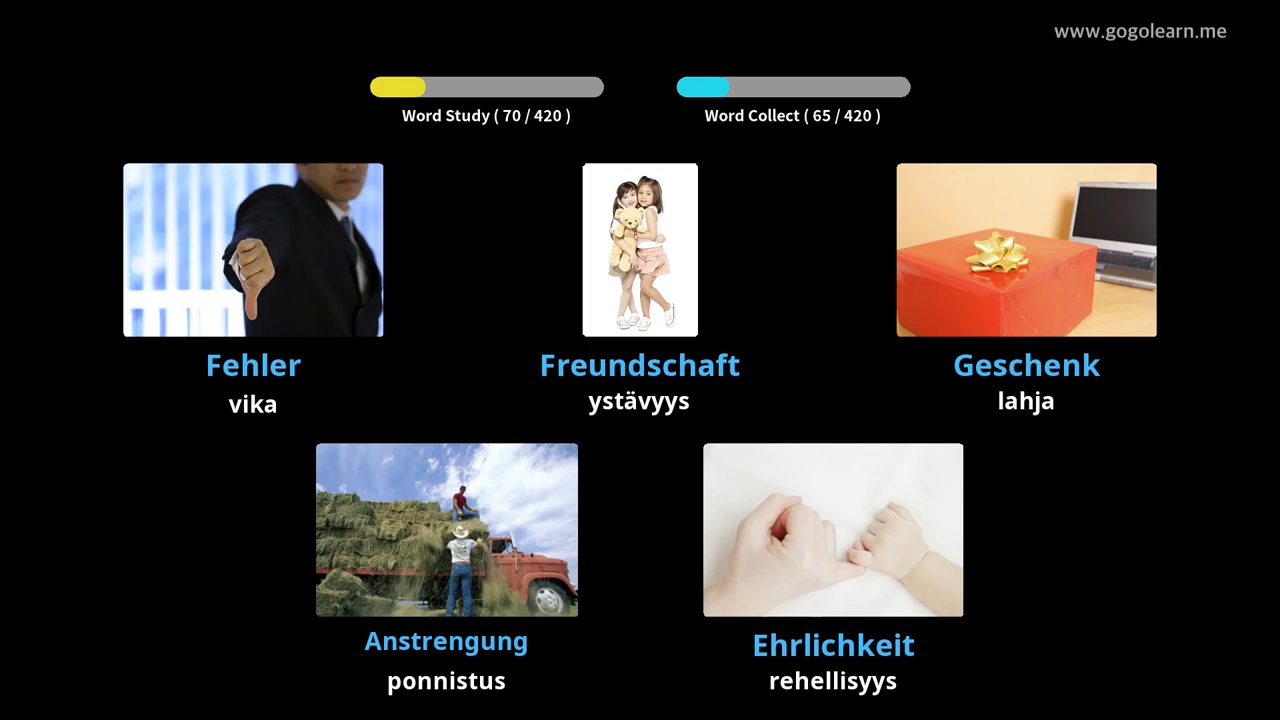 www.gogolearn.me
Word Study ( 70 / 420 )
Word Collect ( 65 / 420 )
Fehler
vika
Freundschaft
ystävyys
Geschenk
lahja
Anstrengung
ponnistus
Ehrlichkeit
rehellisyys